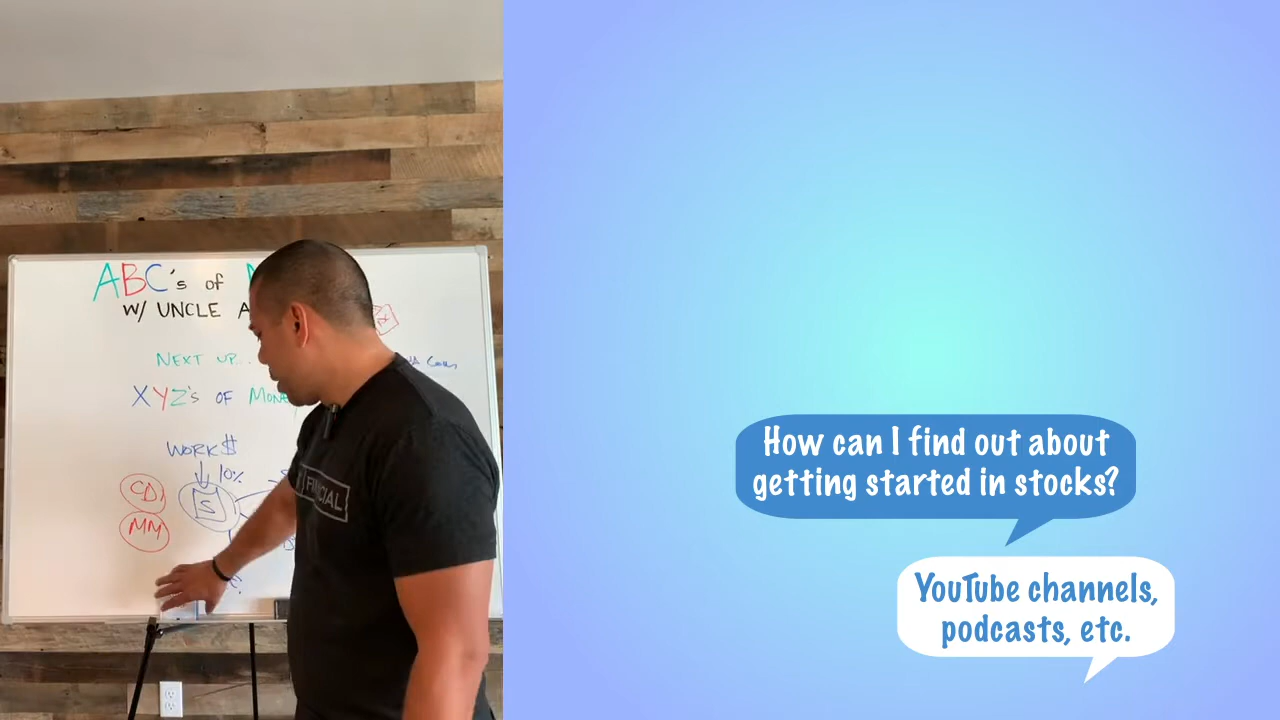 ABC's of
W/ UNCLE A
NEXT UP...
XYZ's OF MONE
WORK $
10%
CD
S
MM
FINANCIAL
How can I find out about
getting started in stocks?
YouTube channels,
podcasts, etc.